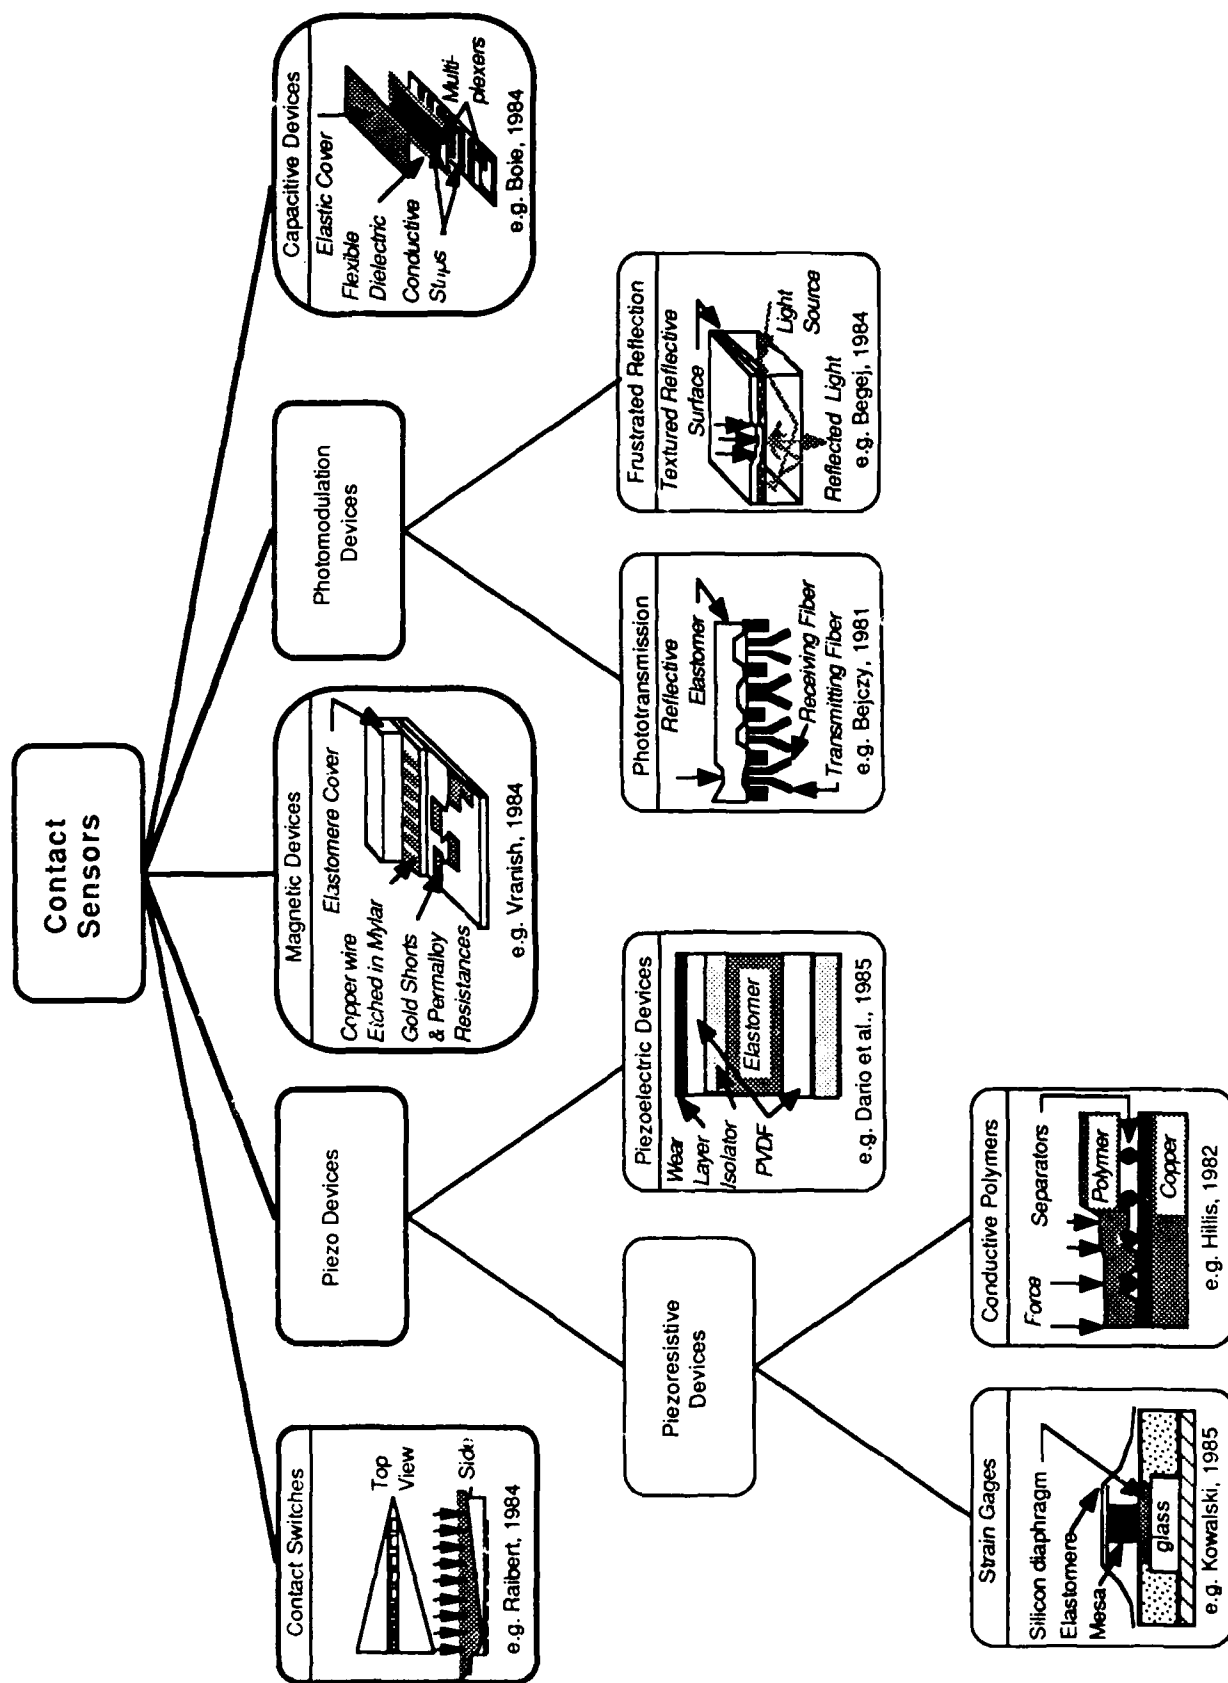 Contact
Sensors
Contact Switches
Top
View
Side
e.g. Raibert, 1984
Piezo Devices
Magnetic Devices
Elastomere Cover
Copper wire
Etched in Mylar
Gold Shorts
& Permalloy
Resistances
e.g. Vranish, 1984
Photomodulation
Devices
Capacitive Devices
Elastic Cover
Flexible
Dielectric
Conductive
Strips
Multi-
plexers
e.g. Boie, 1984
Piezoresistive
Devices
Piezoelectric Devices
Wear
Layer
Isolator
PVDF
Elastomer
e.g. Dario et al., 1985
Phototransmission
Reflective
Elastomer
Receiving Fiber
Transmitting Fiber
e.g. Bejczy, 1981
Frustrated Reflection
Textured Reflective
Surface
Light
Source
Reflected Light
e.g. Begej, 1984
Strain Gages
Silicon diaphragm
Elastomere
Mesa
glass
e.g. Kowalski, 1985
Conductive Polymers
Force
Separators
Polymer
Copper
e.g. Hillis, 1982